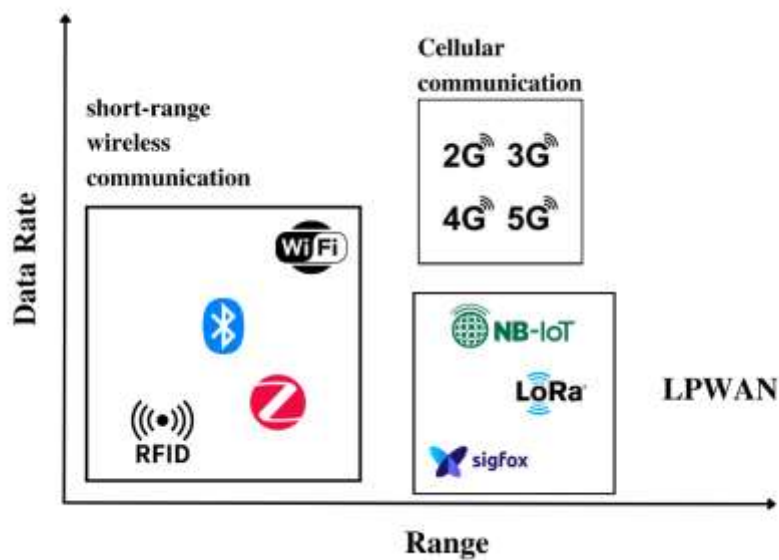 Cellular
communication
short-range
wireless
communication
2G 3G
4G 5G
WiFi
NB-IoT
LoRa
RFID
sigfox
LPWAN
Data Rate
Range